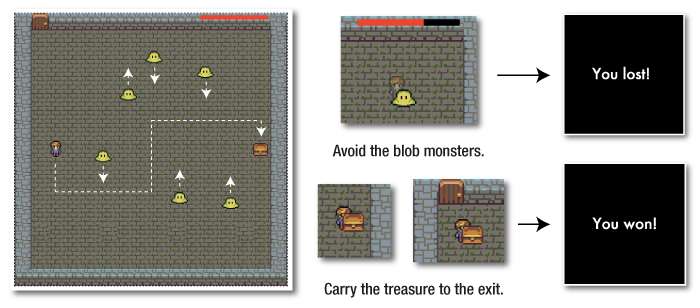 You lost!
Avoid the blob monsters.
You won!
Carry the treasure to the exit.